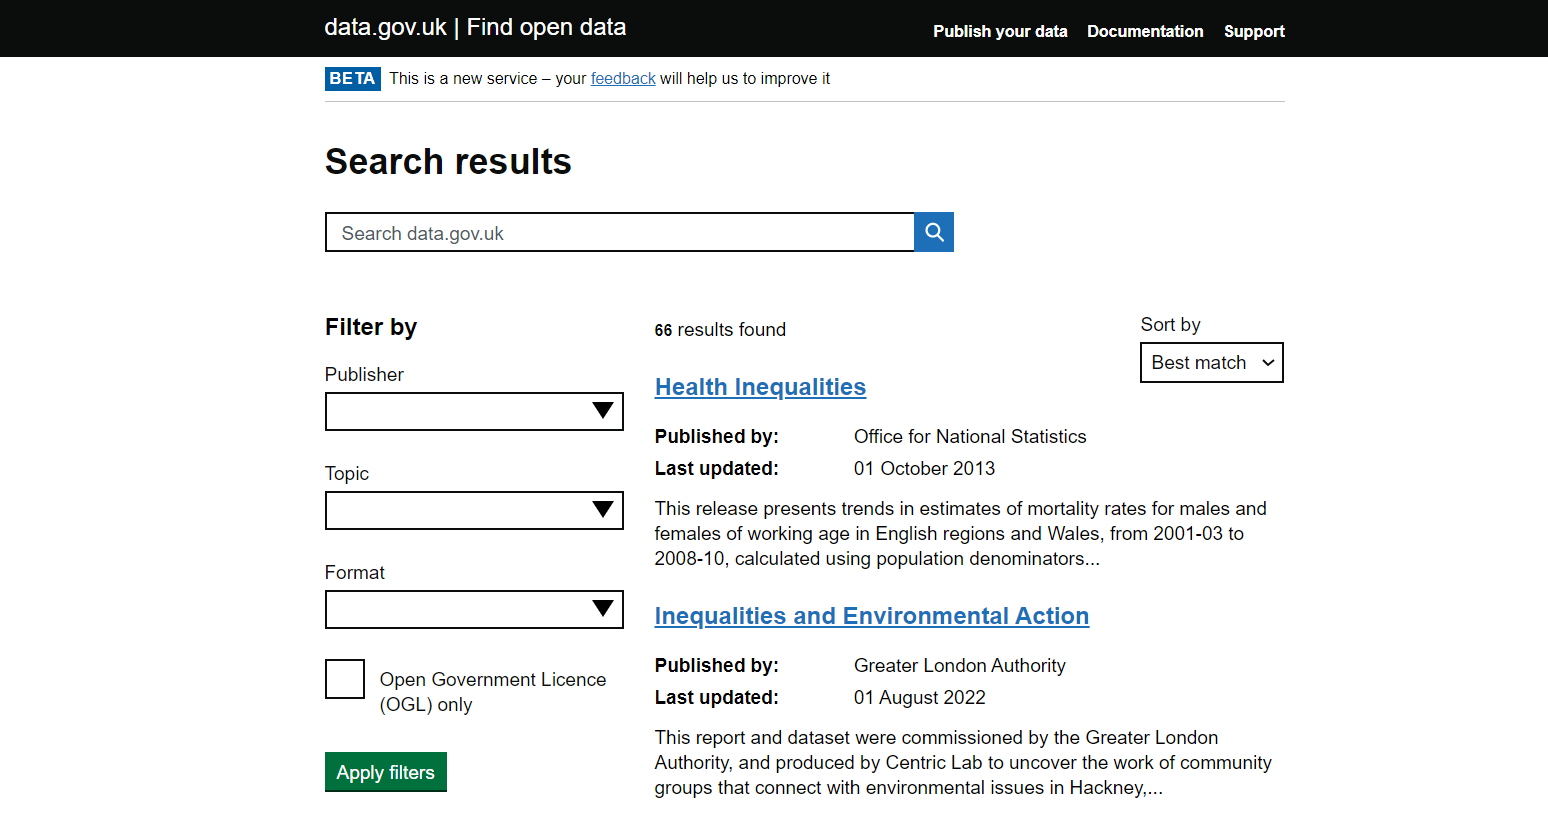 data.gov.uk | Find open data
Publish your data Documentation Support
BETA This is a new service – your feedback will help us to improve it
Search results
Search data.gov.uk
Filter by
Publisher
Topic
Format
Open Government Licence
(OGL) only
Apply filters
66 results found
Sort by
Best match
Health Inequalities
Published by: Office for National Statistics
Last updated: 01 October 2013
This release presents trends in estimates of mortality rates for males and
females of working age in English regions and Wales, from 2001-03 to
2008-10, calculated using population denominators...
Inequalities and Environmental Action
Published by: Greater London Authority
Last updated: 01 August 2022
This report and dataset were commissioned by the Greater London
Authority, and produced by Centric Lab to uncover the work of community
groups that connect with environmental issues in Hackney,...